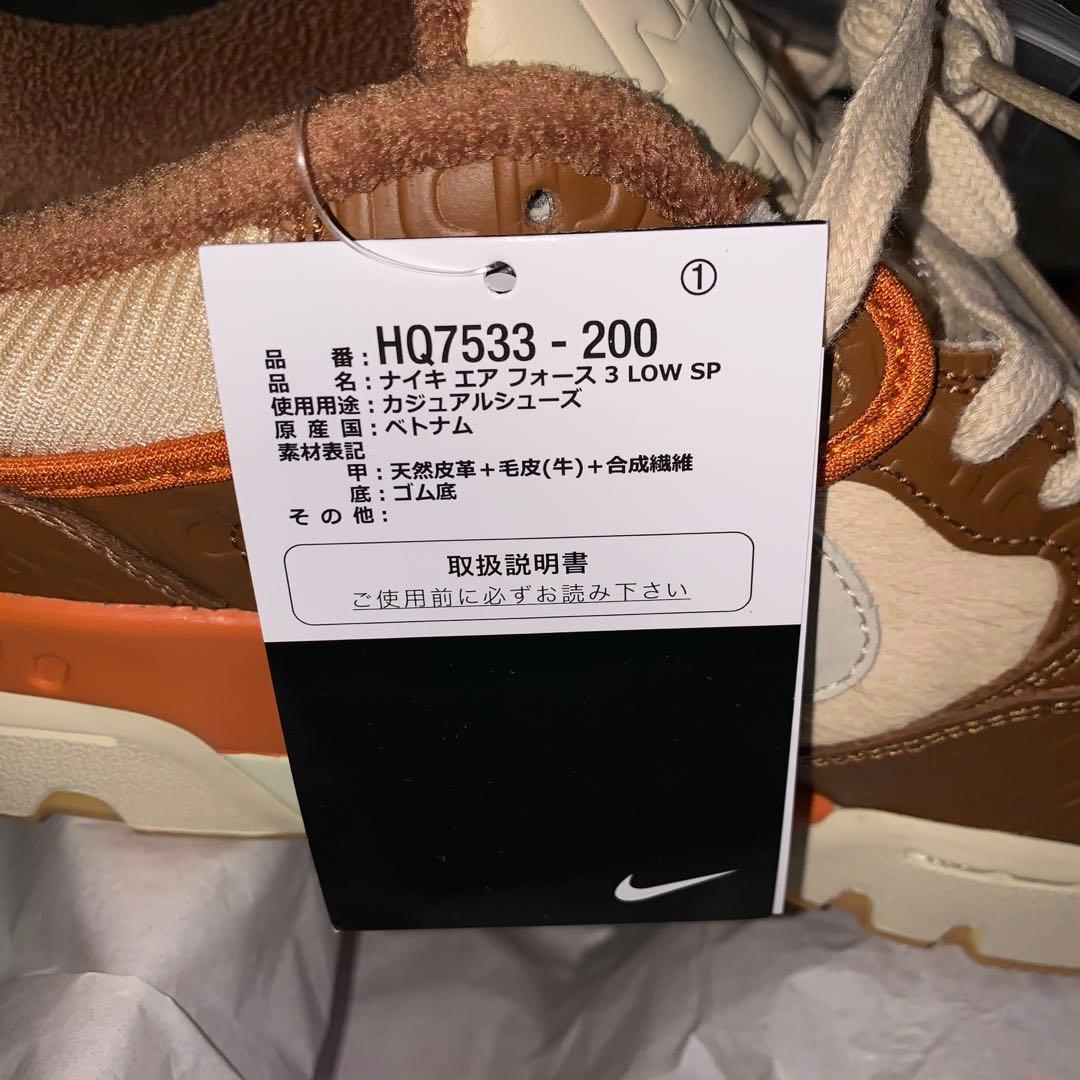 ①
品番：HQ7533 - 200
品名：ナイキ エア フォース 3 LOW SP
使用用途：カジュアルシューズ
原産国：ベトナム
素材表記
甲：天然皮革＋毛皮(牛)＋合成繊維
底：ゴム底
その他：
取扱説明書
ご使用前に必ずお読み下さい